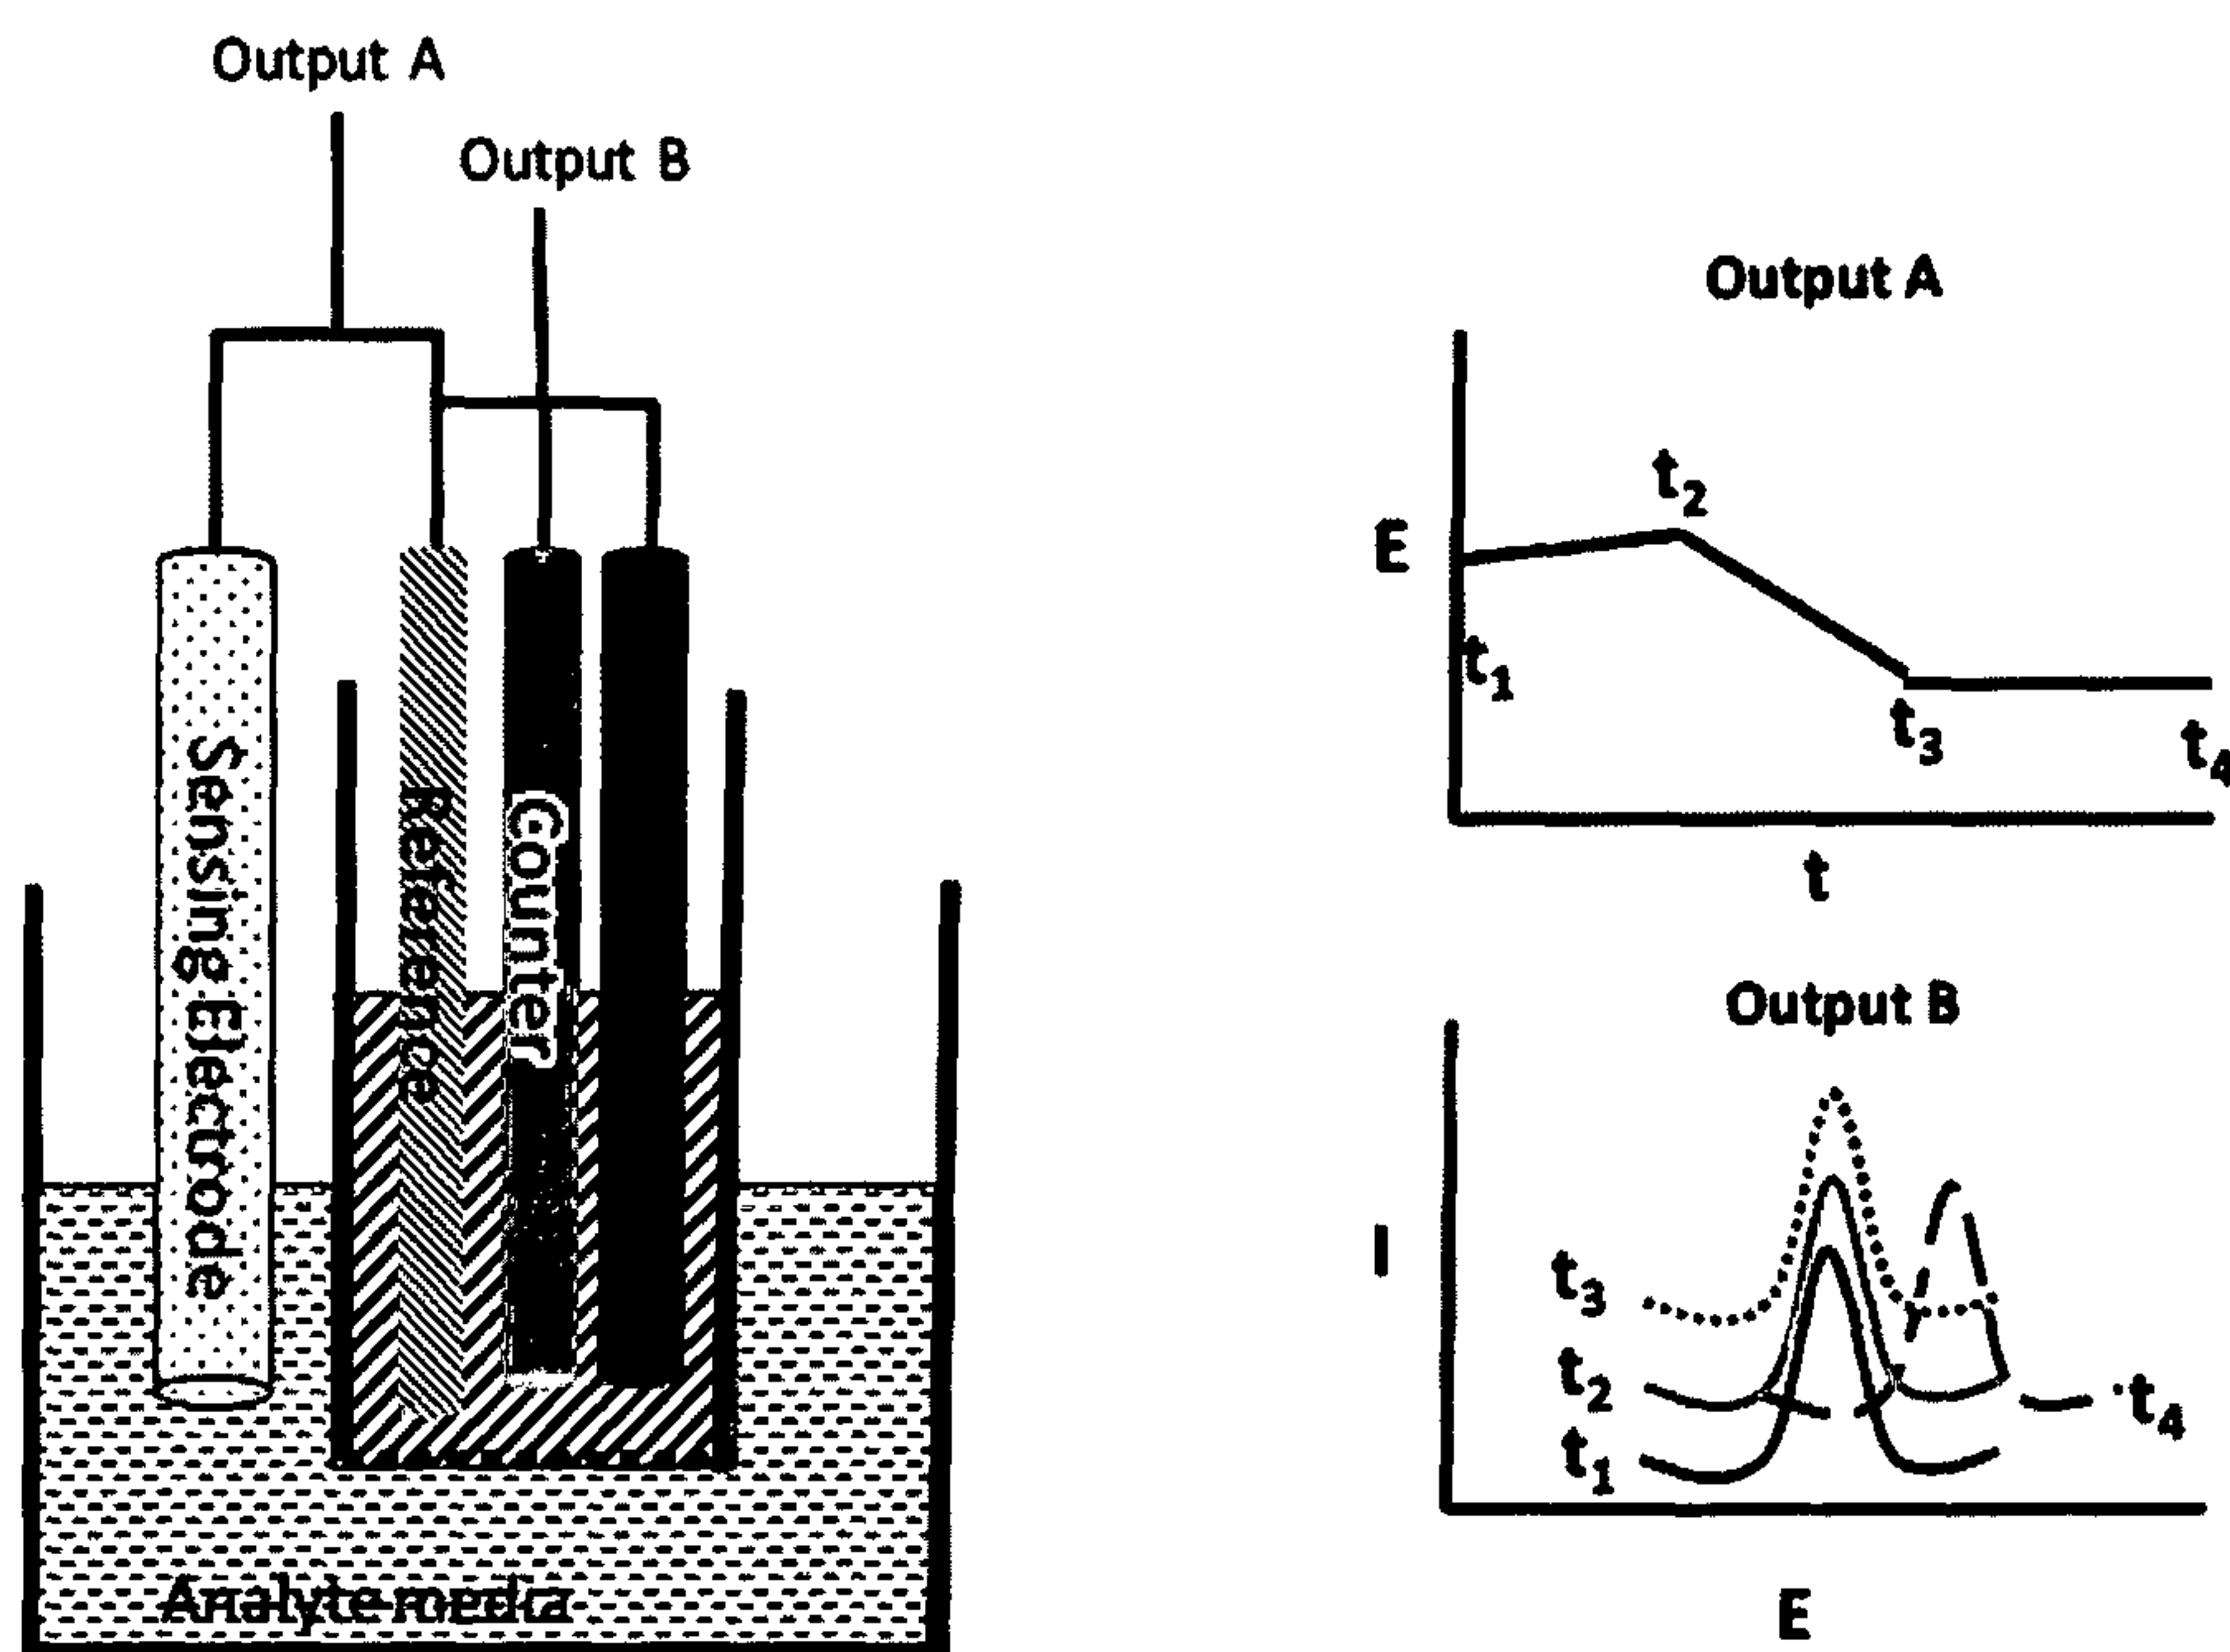 Output A
Output B
Sensing Electrode
Reference
Counter
Analyte media
Output A
E
t₁
t₂
t₃
t₄
t
Output B
I
t₃
t₂
t₁
t₄
E